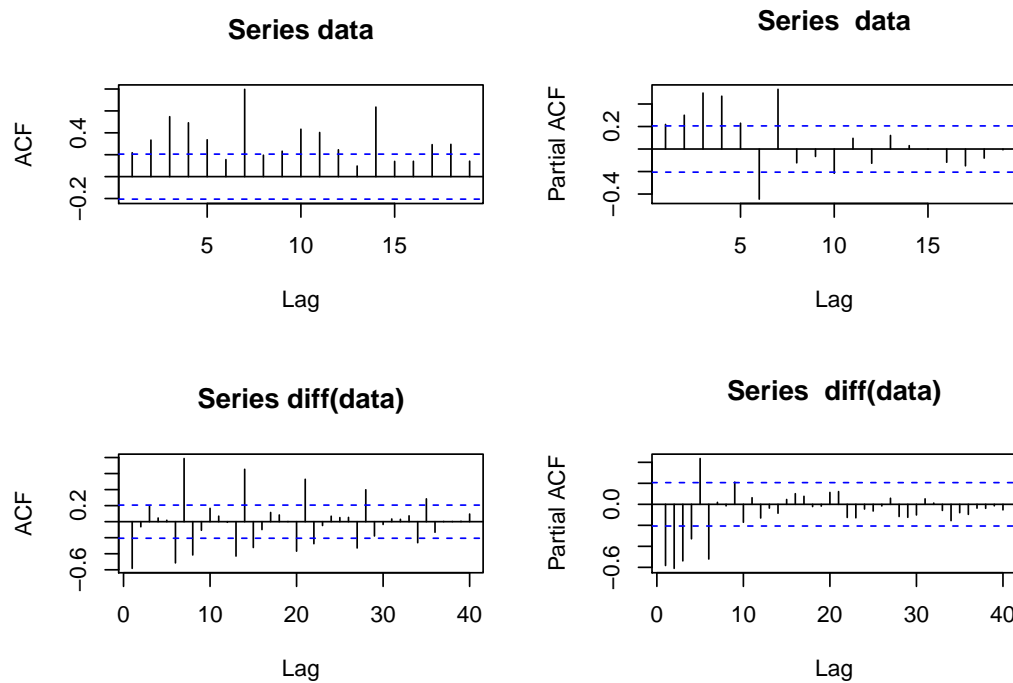 Series data
ACF
−0.2
0.4
5
10
15
Lag
Series  data
Partial ACF
−0.4
0.2
5
10
15
Lag
Series diff(data)
ACF
−0.6
0.2
0
10
20
30
40
Lag
Series  diff(data)
Partial ACF
−0.6
0.0
0
10
20
30
40
Lag